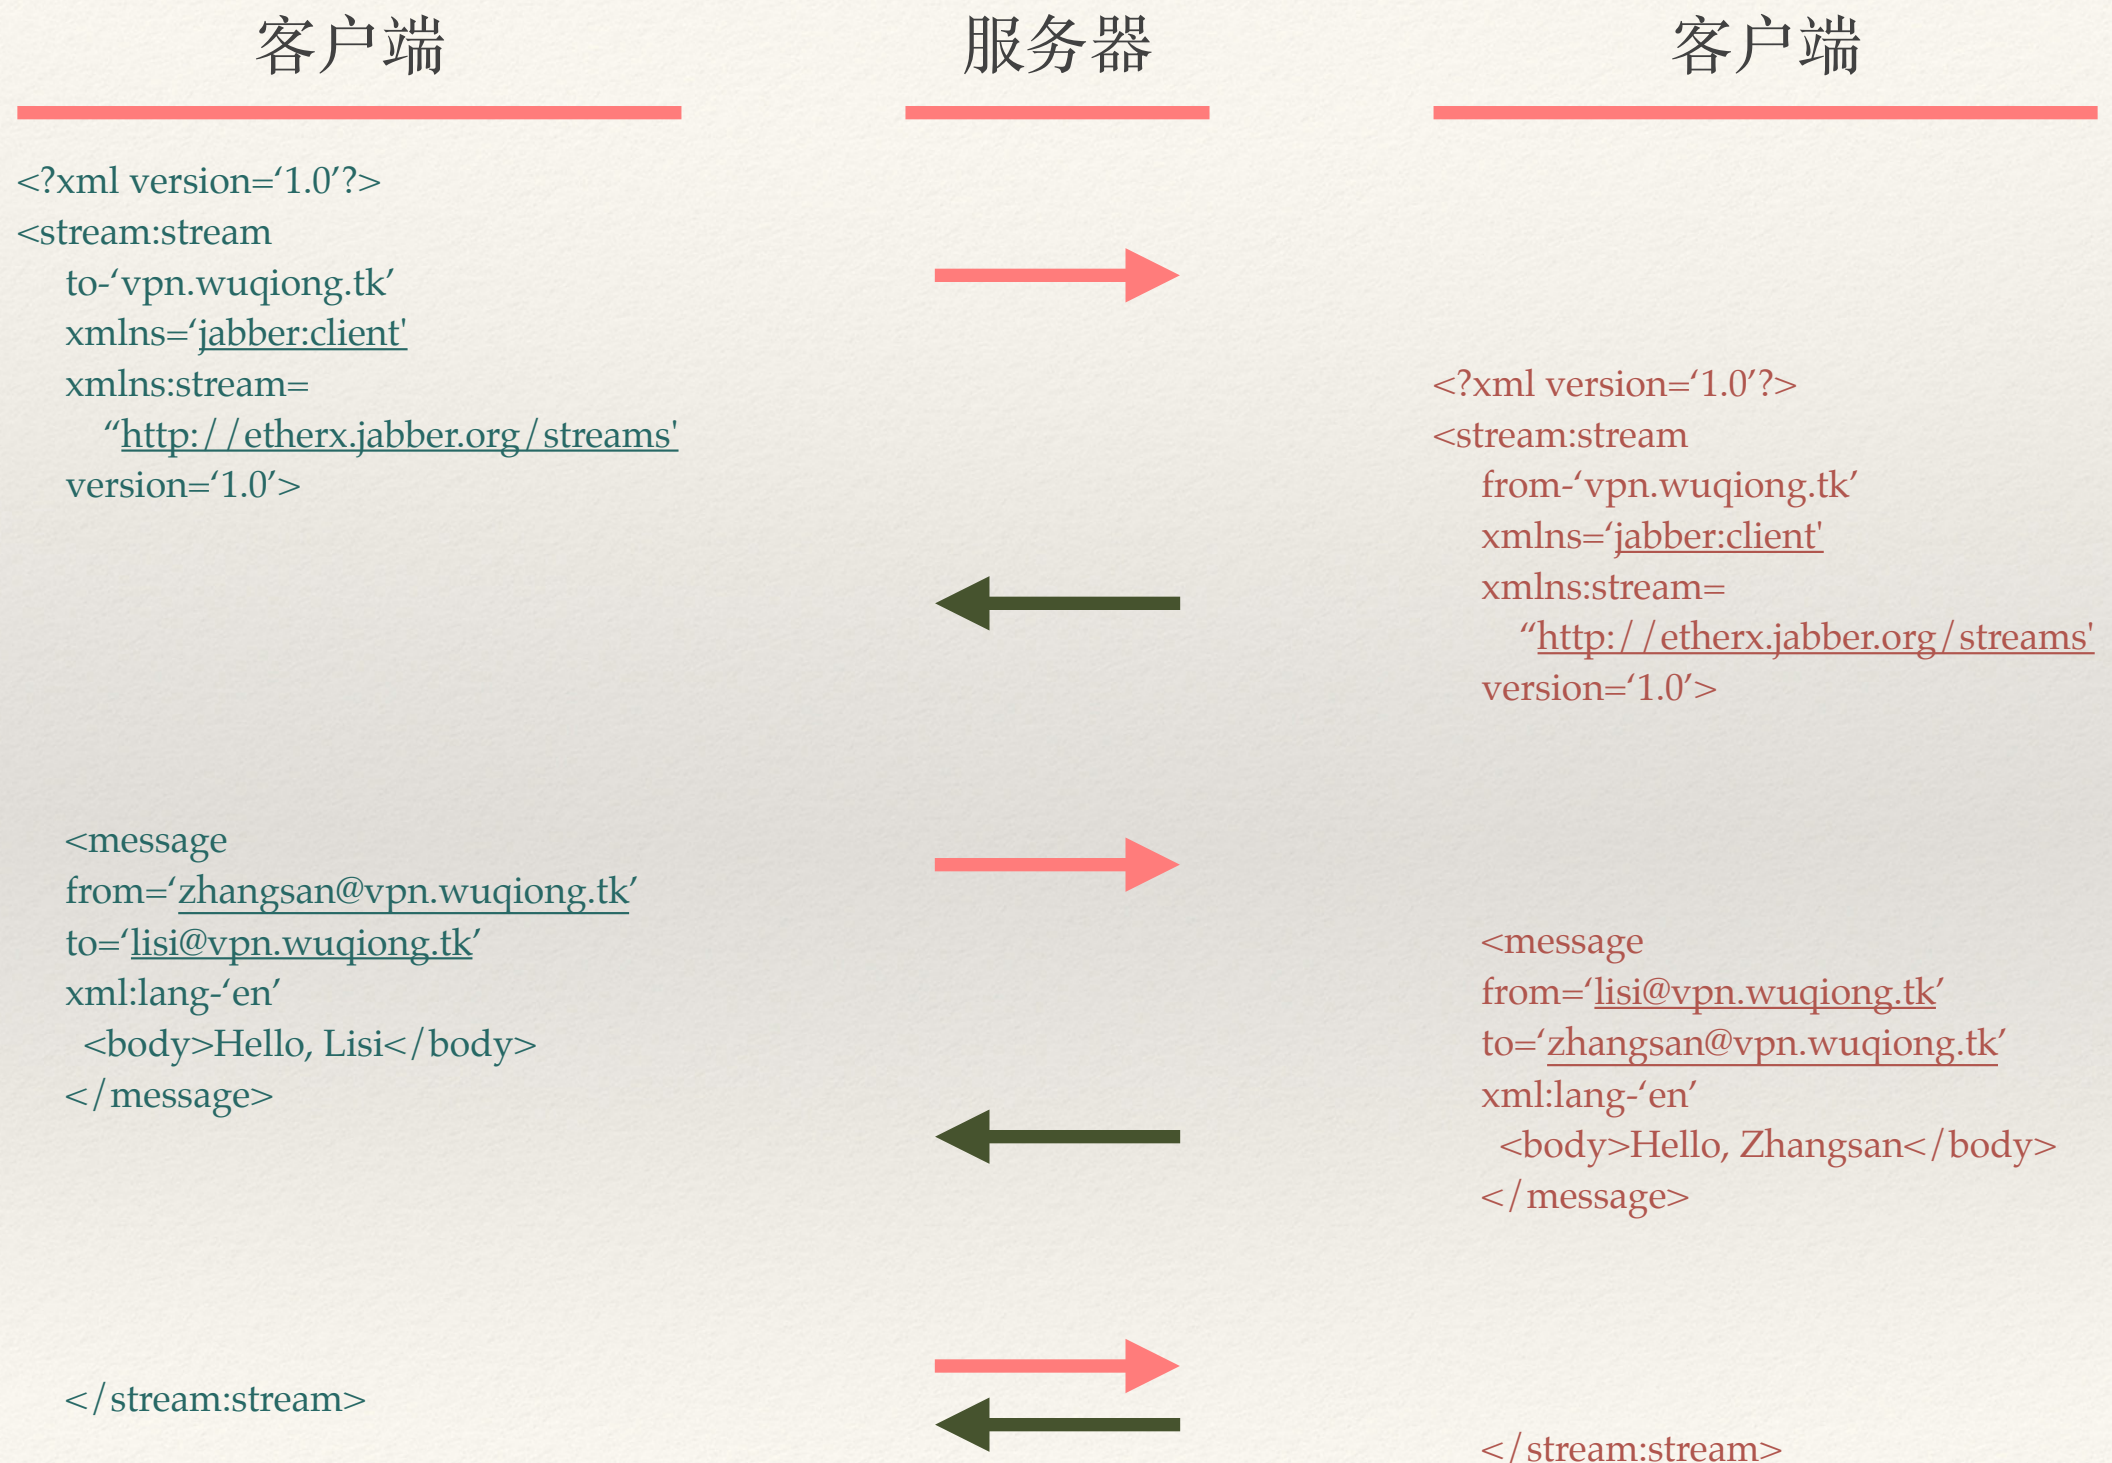 客户端
服务器
客户端
<?xml version=‘1.0’?>
<stream:stream
to-‘vpn.wuqiong.tk’
xmlns=‘jabber:client'
xmlns:stream=
“http://etherx.jabber.org/streams'
version=‘1.0’>
<?xml version=‘1.0’?>
<stream:stream
from-‘vpn.wuqiong.tk’
xmlns=‘jabber:client'
xmlns:stream=
“http://etherx.jabber.org/streams'
version=‘1.0’>
<message
from=‘zhangsan@vpn.wuqiong.tk’
to=‘lisi@vpn.wuqiong.tk’
xml:lang-‘en’
<body>Hello, Lisi</body>
</message>
<message
from=‘lisi@vpn.wuqiong.tk’
to=‘zhangsan@vpn.wuqiong.tk’
xml:lang-‘en’
<body>Hello, Zhangsan</body>
</message>
</stream:stream>
</stream:stream>